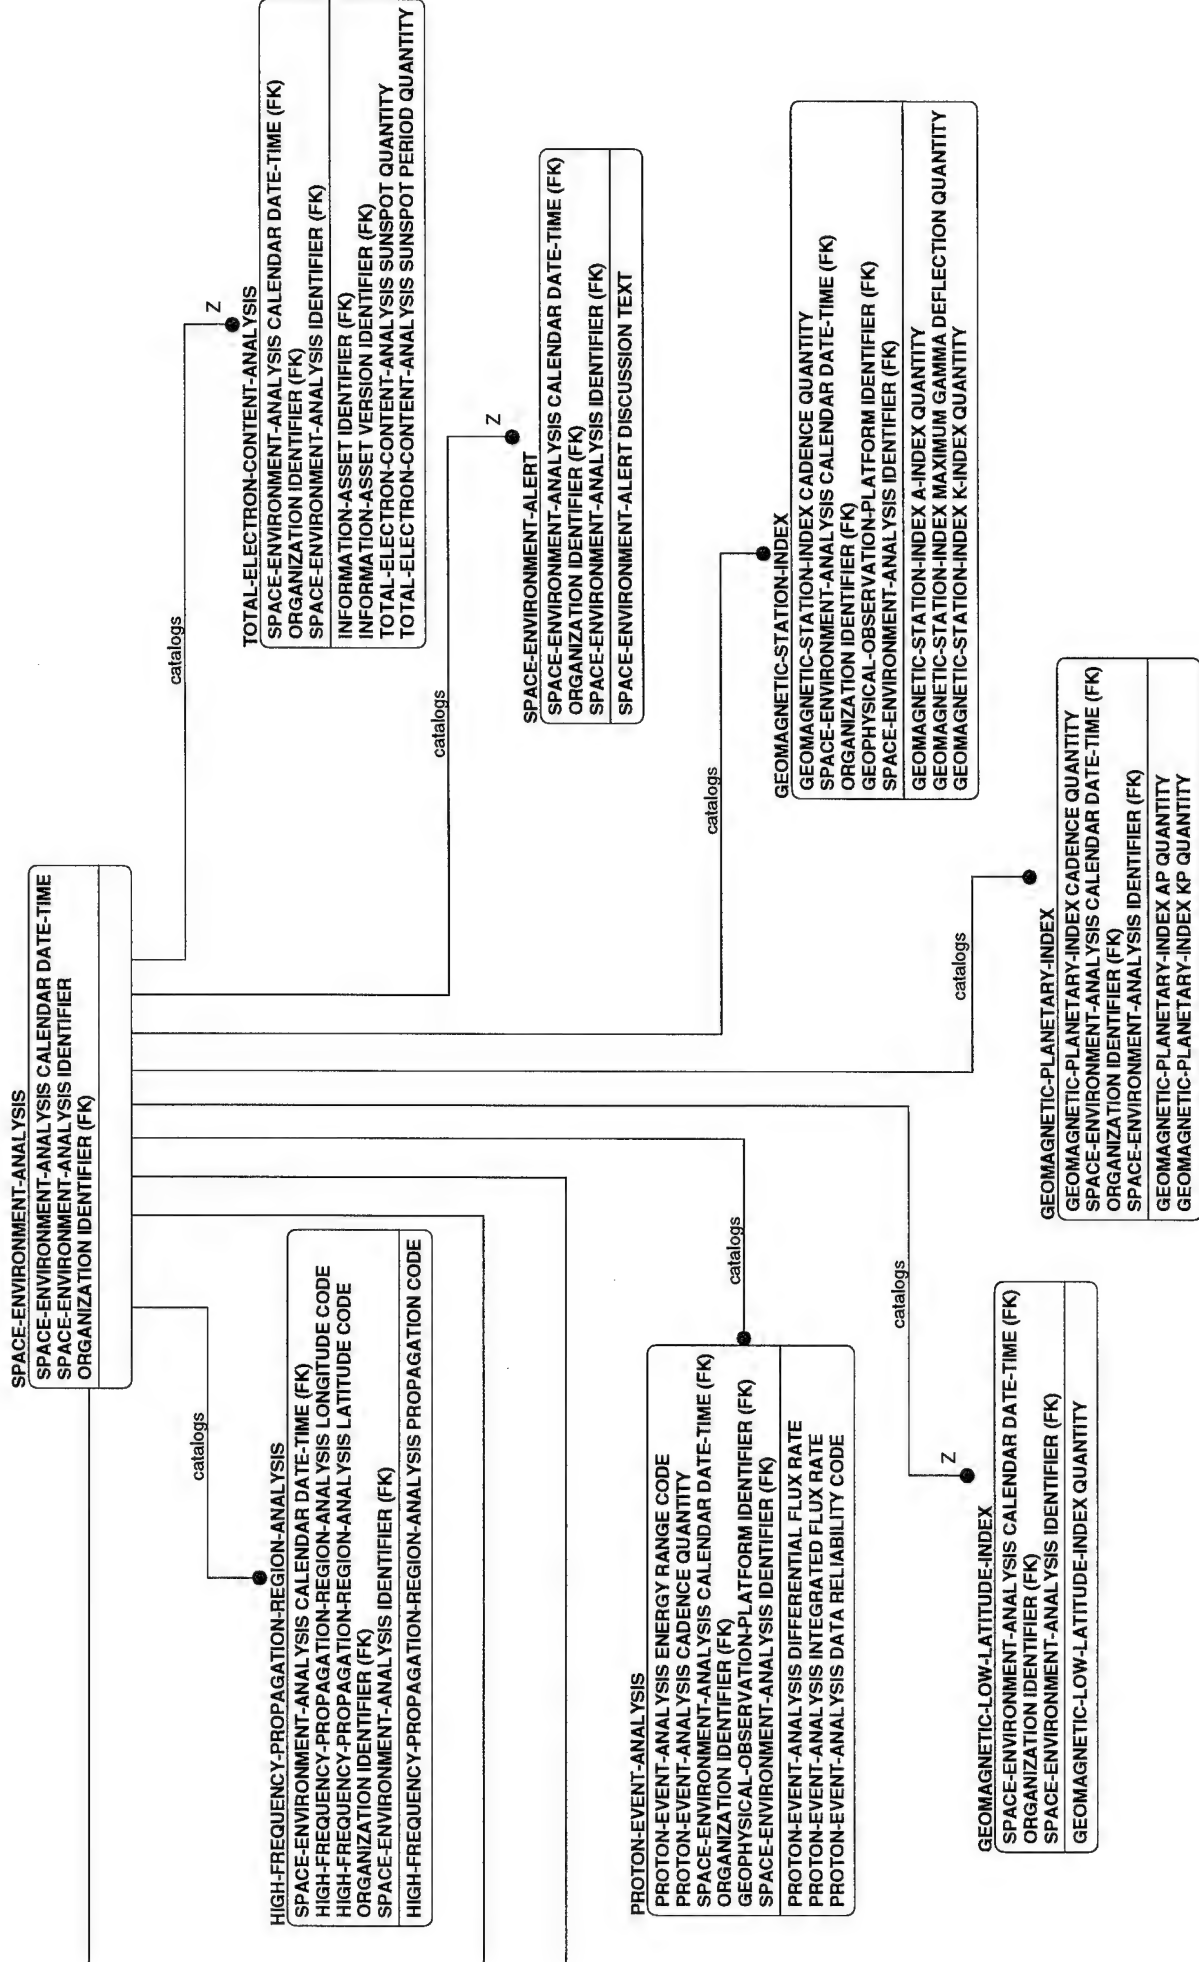 SPACE-ENVIRONMENT-ANALYSIS
SPACE-ENVIRONMENT-ANALYSIS CALENDAR DATE-TIME
SPACE-ENVIRONMENT-ANALYSIS IDENTIFIER
ORGANIZATION IDENTIFIER (FK)
catalogs
HIGH-FREQUENCY-PROPAGATION-REGION-ANALYSIS
SPACE-ENVIRONMENT-ANALYSIS CALENDAR DATE-TIME (FK)
HIGH-FREQUENCY-PROPAGATION-REGION-ANALYSIS LONGITUDE CODE
HIGH-FREQUENCY-PROPAGATION-REGION-ANALYSIS LATITUDE CODE
ORGANIZATION IDENTIFIER (FK)
SPACE-ENVIRONMENT-ANALYSIS IDENTIFIER (FK)
HIGH-FREQUENCY-PROPAGATION-REGION-ANALYSIS PROPAGATION CODE
catalogs
Z
TOTAL-ELECTRON-CONTENT-ANALYSIS
SPACE-ENVIRONMENT-ANALYSIS CALENDAR DATE-TIME (FK)
ORGANIZATION IDENTIFIER (FK)
SPACE-ENVIRONMENT-ANALYSIS IDENTIFIER (FK)
INFORMATION-ASSET IDENTIFIER (FK)
INFORMATION-ASSET VERSION IDENTIFIER (FK)
TOTAL-ELECTRON-CONTENT-ANALYSIS SUNSPOT QUANTITY
TOTAL-ELECTRON-CONTENT-ANALYSIS SUNSPOT PERIOD QUANTITY
catalogs
Z
SPACE-ENVIRONMENT-ALERT
SPACE-ENVIRONMENT-ANALYSIS CALENDAR DATE-TIME (FK)
ORGANIZATION IDENTIFIER (FK)
SPACE-ENVIRONMENT-ANALYSIS IDENTIFIER (FK)
SPACE-ENVIRONMENT-ALERT DISCUSSION TEXT
catalogs
PROTON-EVENT-ANALYSIS
PROTON-EVENT-ANALYSIS ENERGY RANGE CODE
PROTON-EVENT-ANALYSIS CADENCE QUANTITY
SPACE-ENVIRONMENT-ANALYSIS CALENDAR DATE-TIME (FK)
ORGANIZATION IDENTIFIER (FK)
GEOPHYSICAL-OBSERVATION-PLATFORM IDENTIFIER (FK)
SPACE-ENVIRONMENT-ANALYSIS IDENTIFIER (FK)
PROTON-EVENT-ANALYSIS DIFFERENTIAL FLUX RATE
PROTON-EVENT-ANALYSIS INTEGRATED FLUX RATE
PROTON-EVENT-ANALYSIS DATA RELIABILITY CODE
catalogs
GEOMAGNETIC-STATION-INDEX
GEOMAGNETIC-STATION-INDEX CADENCE QUANTITY
SPACE-ENVIRONMENT-ANALYSIS CALENDAR DATE-TIME (FK)
ORGANIZATION IDENTIFIER (FK)
GEOPHYSICAL-OBSERVATION-PLATFORM IDENTIFIER (FK)
SPACE-ENVIRONMENT-ANALYSIS IDENTIFIER (FK)
GEOMAGNETIC-STATION-INDEX A-INDEX QUANTITY
GEOMAGNETIC-STATION-INDEX MAXIMUM GAMMA DEFLECTION QUANTITY
GEOMAGNETIC-STATION-INDEX K-INDEX QUANTITY
catalogs
Z
GEOMAGNETIC-LOW-LATITUDE-INDEX
SPACE-ENVIRONMENT-ANALYSIS CALENDAR DATE-TIME (FK)
ORGANIZATION IDENTIFIER (FK)
SPACE-ENVIRONMENT-ANALYSIS IDENTIFIER (FK)
GEOMAGNETIC-LOW-LATITUDE-INDEX QUANTITY
catalogs
GEOMAGNETIC-PLANETARY-INDEX
GEOMAGNETIC-PLANETARY-INDEX CADENCE QUANTITY
SPACE-ENVIRONMENT-ANALYSIS CALENDAR DATE-TIME (FK)
ORGANIZATION IDENTIFIER (FK)
SPACE-ENVIRONMENT-ANALYSIS IDENTIFIER (FK)
GEOMAGNETIC-PLANETARY-INDEX AP QUANTITY
GEOMAGNETIC-PLANETARY-INDEX KP QUANTITY